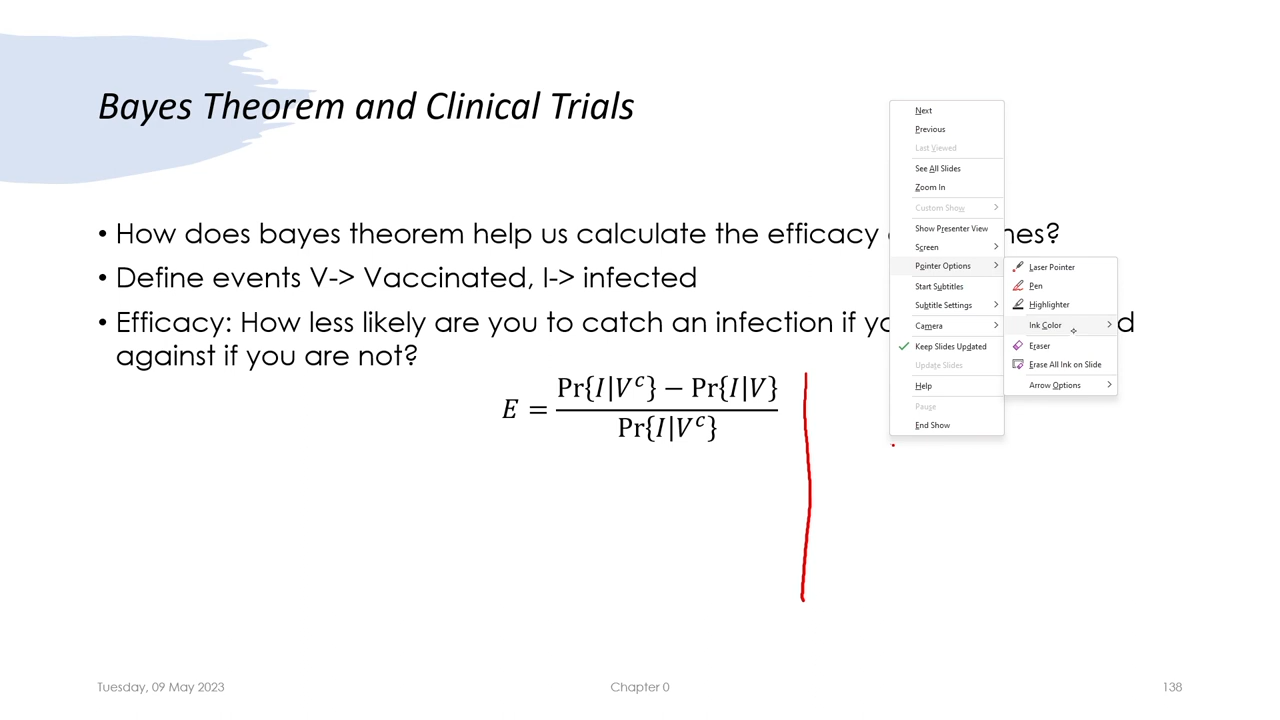 Bayes Theorem and Clinical Trials
• How does bayes theorem help us calculate the efficacy nes?
• Define events V-> Vaccinated, I-> infected
• Efficacy: How less likely are you to catch an infection if yo d
against if you are not?
E = Pr{I|Vᶜ} − Pr{I|V}
Pr{I|Vᶜ}
Next
Previous
Last Viewed
See All Slides
Zoom In
Custom Show
Show Presenter View
Screen
Pointer Options
Start Subtitles
Subtitle Settings
Camera
Keep Slides Updated
Update Slides
Help
Pause
End Show
Laser Pointer
Pen
Highlighter
Ink Color
Eraser
Erase All Ink on Slide
Arrow Options
Tuesday, 09 May 2023
Chapter 0
138